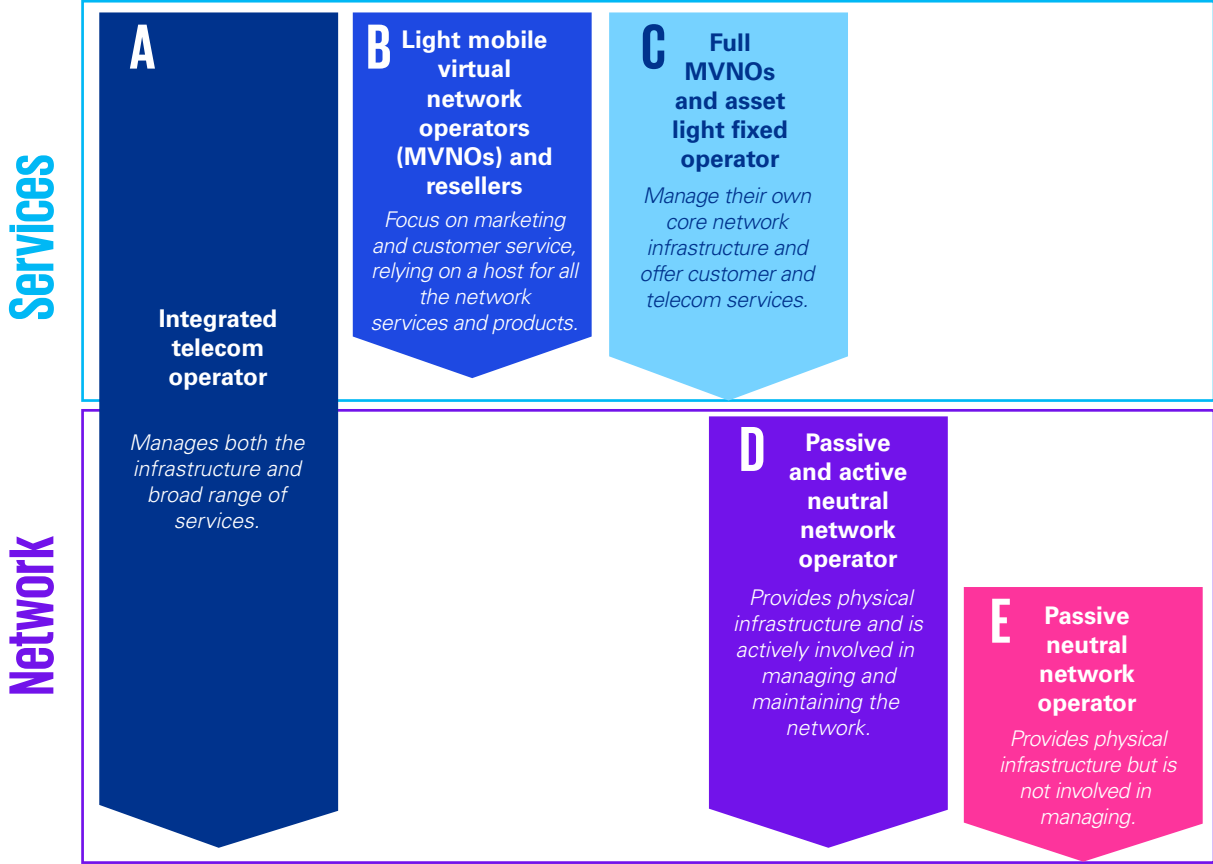 Services
Network
A
Integrated
telecom
operator
Manages both the
infrastructure and
broad range of
services.
B
Light mobile
virtual
network
operators
(MVNOs) and
resellers
Focus on marketing
and customer service,
relying on a host for all
the network
services and products.
C
Full
MVNOs
and asset
light fixed
operator
Manage their own
core network
infrastructure and
offer customer and
telecom services.
D
Passive
and active
neutral
network
operator
Provides physical
infrastructure and is
actively involved in
managing and
maintaining the
network.
E
Passive
neutral
network
operator
Provides physical
infrastructure but is
not involved in
managing.